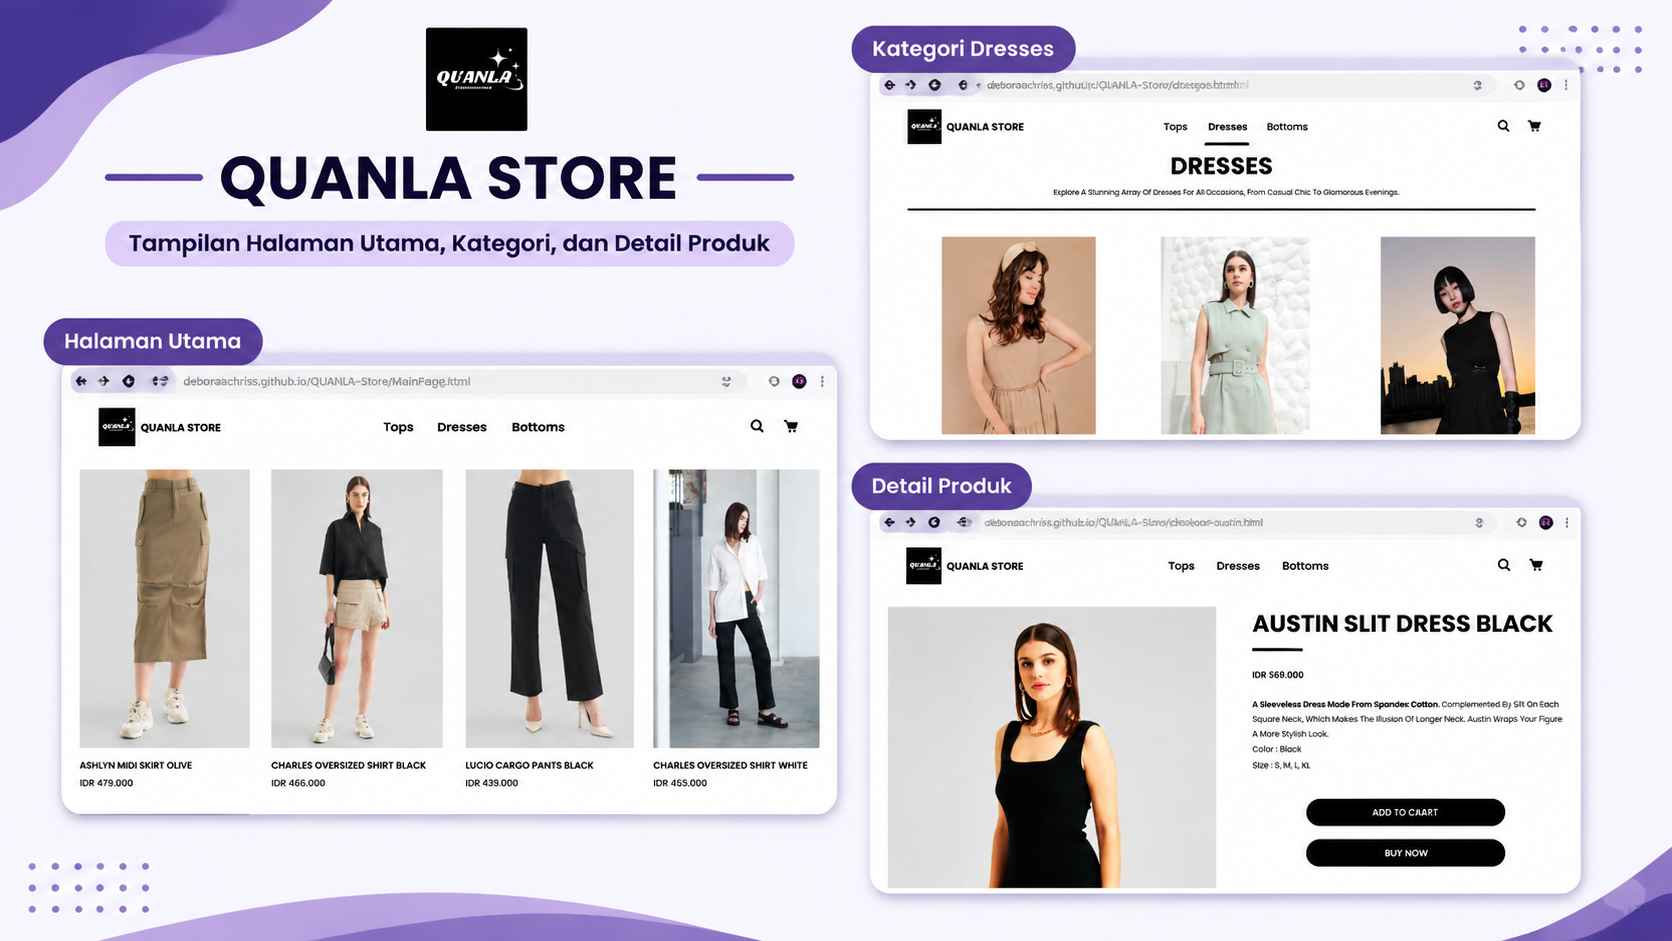 QUANLA
QUANLA STORE
Tampilan Halaman Utama, Kategori, dan Detail Produk
Halaman Utama
deboraachriss.github.io/QUANLA-Store/MainPage.html
QUANLA
QUANLA STORE
Tops Dresses Bottoms
ASHLYN MIDI SKIRT OLIVE
IDR 479.000
CHARLES OVERSIZED SHIRT BLACK
IDR 466.000
LUCIO CARGO PANTS BLACK
IDR 439.000
CHARLES OVERSIZED SHIRT WHITE
IDR 455.000
Kategori Dresses
QUANLA
QUANLA STORE
Tops Dresses Bottoms
DRESSES
Explore A Stunning Array Of Dresses For All Occasions, From Casual Chic To Glamorous Evenings.
Detail Produk
QUANLA
QUANLA STORE
Tops Dresses Bottoms
AUSTIN SLIT DRESS BLACK
IDR 569.000
A Sleeveless Dress Made From Spandex Cotton. Complemented By Slit On Each
Square Neck, Which Makes The Illusion Of Longer Neck. Austin Wraps Your Figure
A More Stylish Look.
Color : Black
Size : S, M, L, XL
ADD TO CHART
BUY NOW